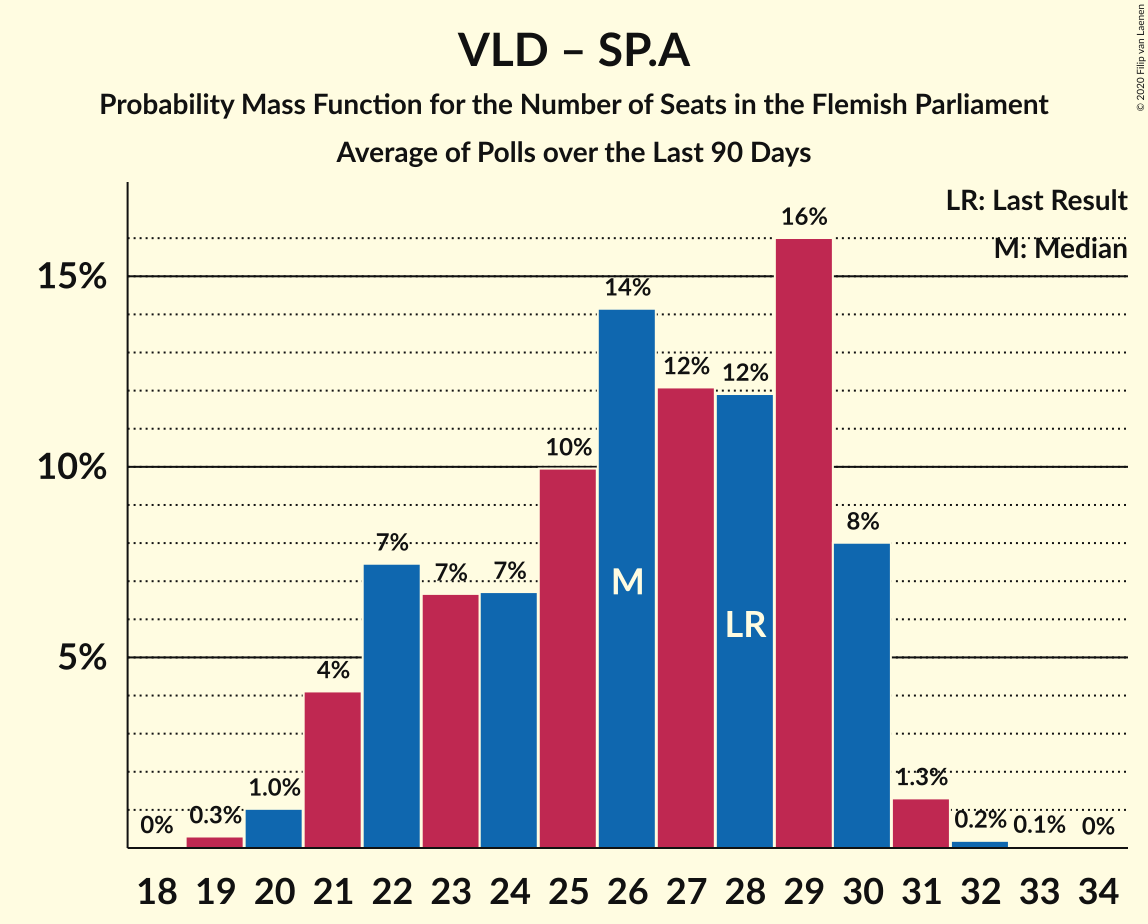 VLD – SP.A
Probability Mass Function for the Number of Seats in the Flemish Parliament
Average of Polls over the Last 90 Days
© 2020 Filip van Laenen
LR: Last Result
M: Median
15%
10%
5%
0%
0.3%
1.0%
4%
7%
7%
7%
10%
14%
12%
12%
16%
8%
1.3%
0.2%
0.1%
0%
M
LR
18 19 20 21 22 23 24 25 26 27 28 29 30 31 32 33 34